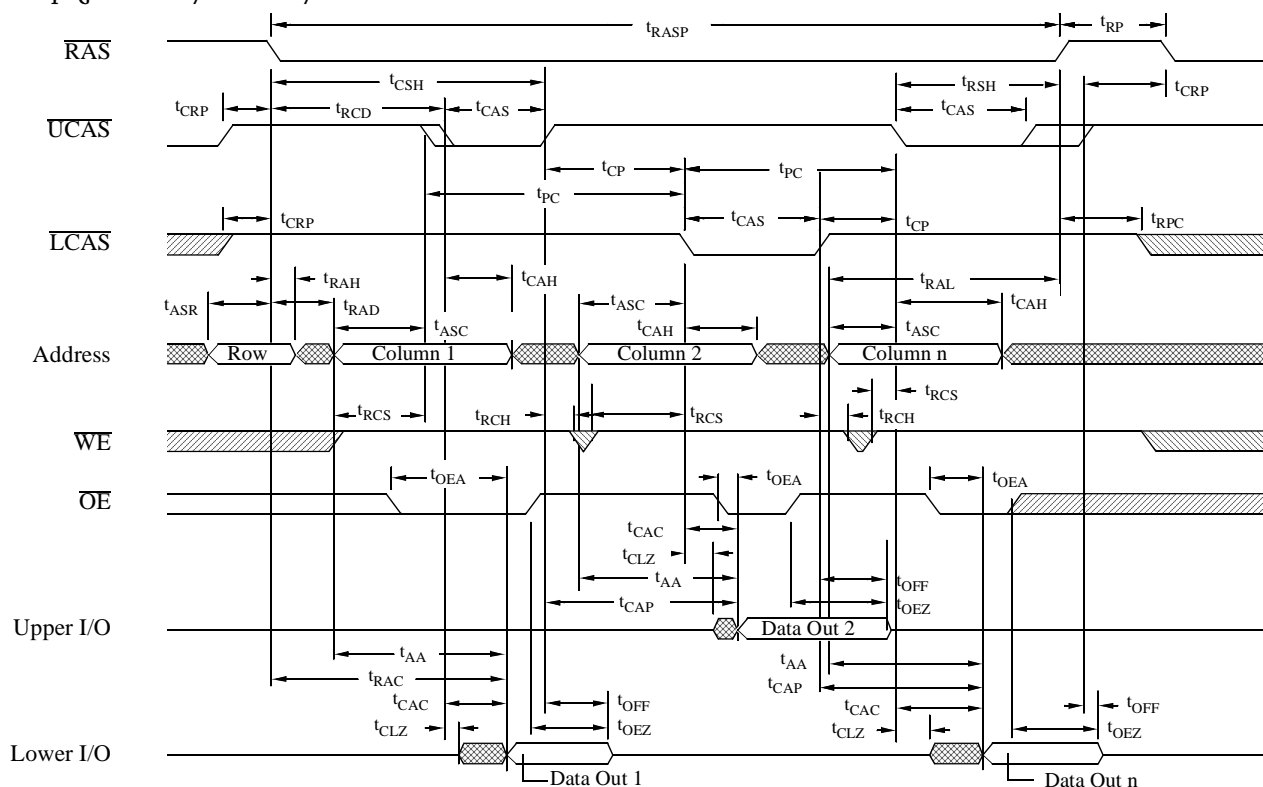 tRASP
tRP
RAS
tCSH
tRSH
tCRP
tRCD
tCAS
tCAS
tCRP
UCAS
tCP
tPC
tPC
tCRP
tCAS
tCP
tRPC
LCAS
tRAH
tCAH
tRAL
tASR
tRAD
tASC
tCAH
tASC
tCAH
tASC
Address
Row
Column 1
Column 2
Column n
tRCS
tRCS
tRCH
tRCS
tRCH
WE
tOEA
tOEA
tOEA
OE
tCAC
tCLZ
tAA
tOFF
tCAP
tOEZ
Upper I/O
Data Out 2
tAA
tAA
tRAC
tCAP
tCAC
tOFF
tCAC
tOFF
tCLZ
tOEZ
tCLZ
tOEZ
Lower I/O
Data Out 1
Data Out n